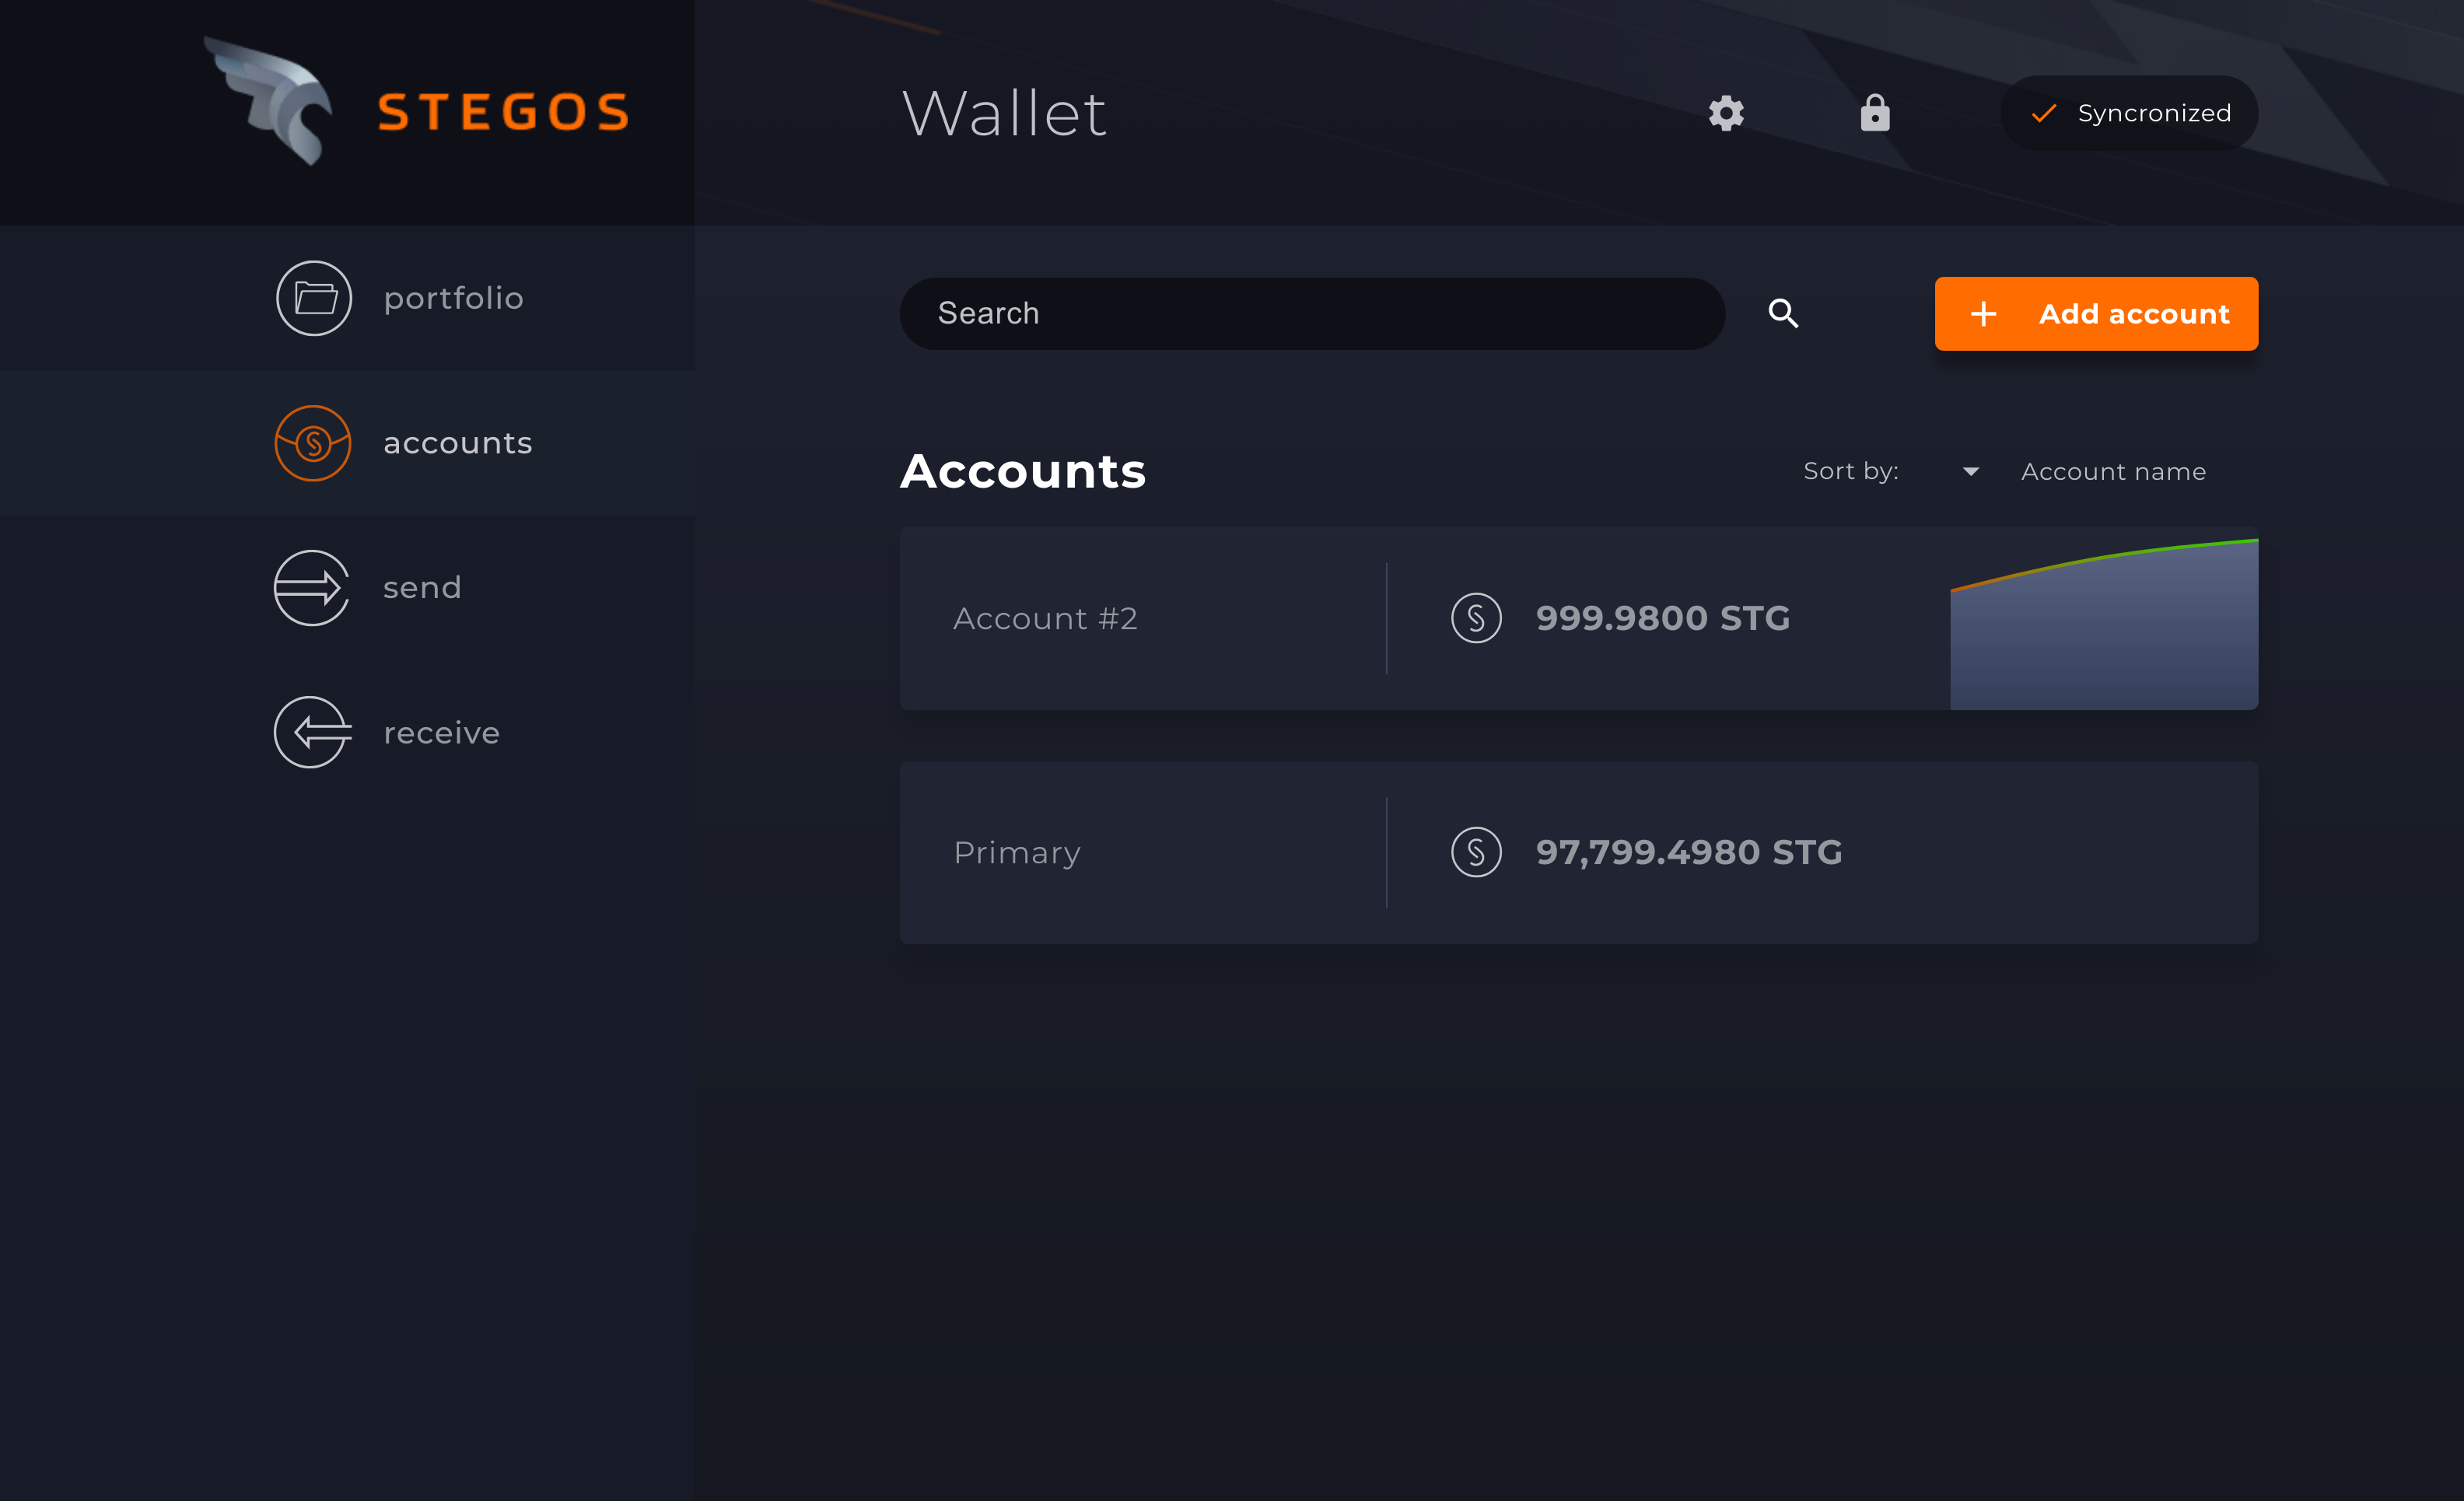 STEGOS
Wallet
Syncronized
portfolio
accounts
send
receive
Search
Add account
Accounts
Sort by:
Account name
Account #2
999.9800 STG
Primary
97,799.4980 STG